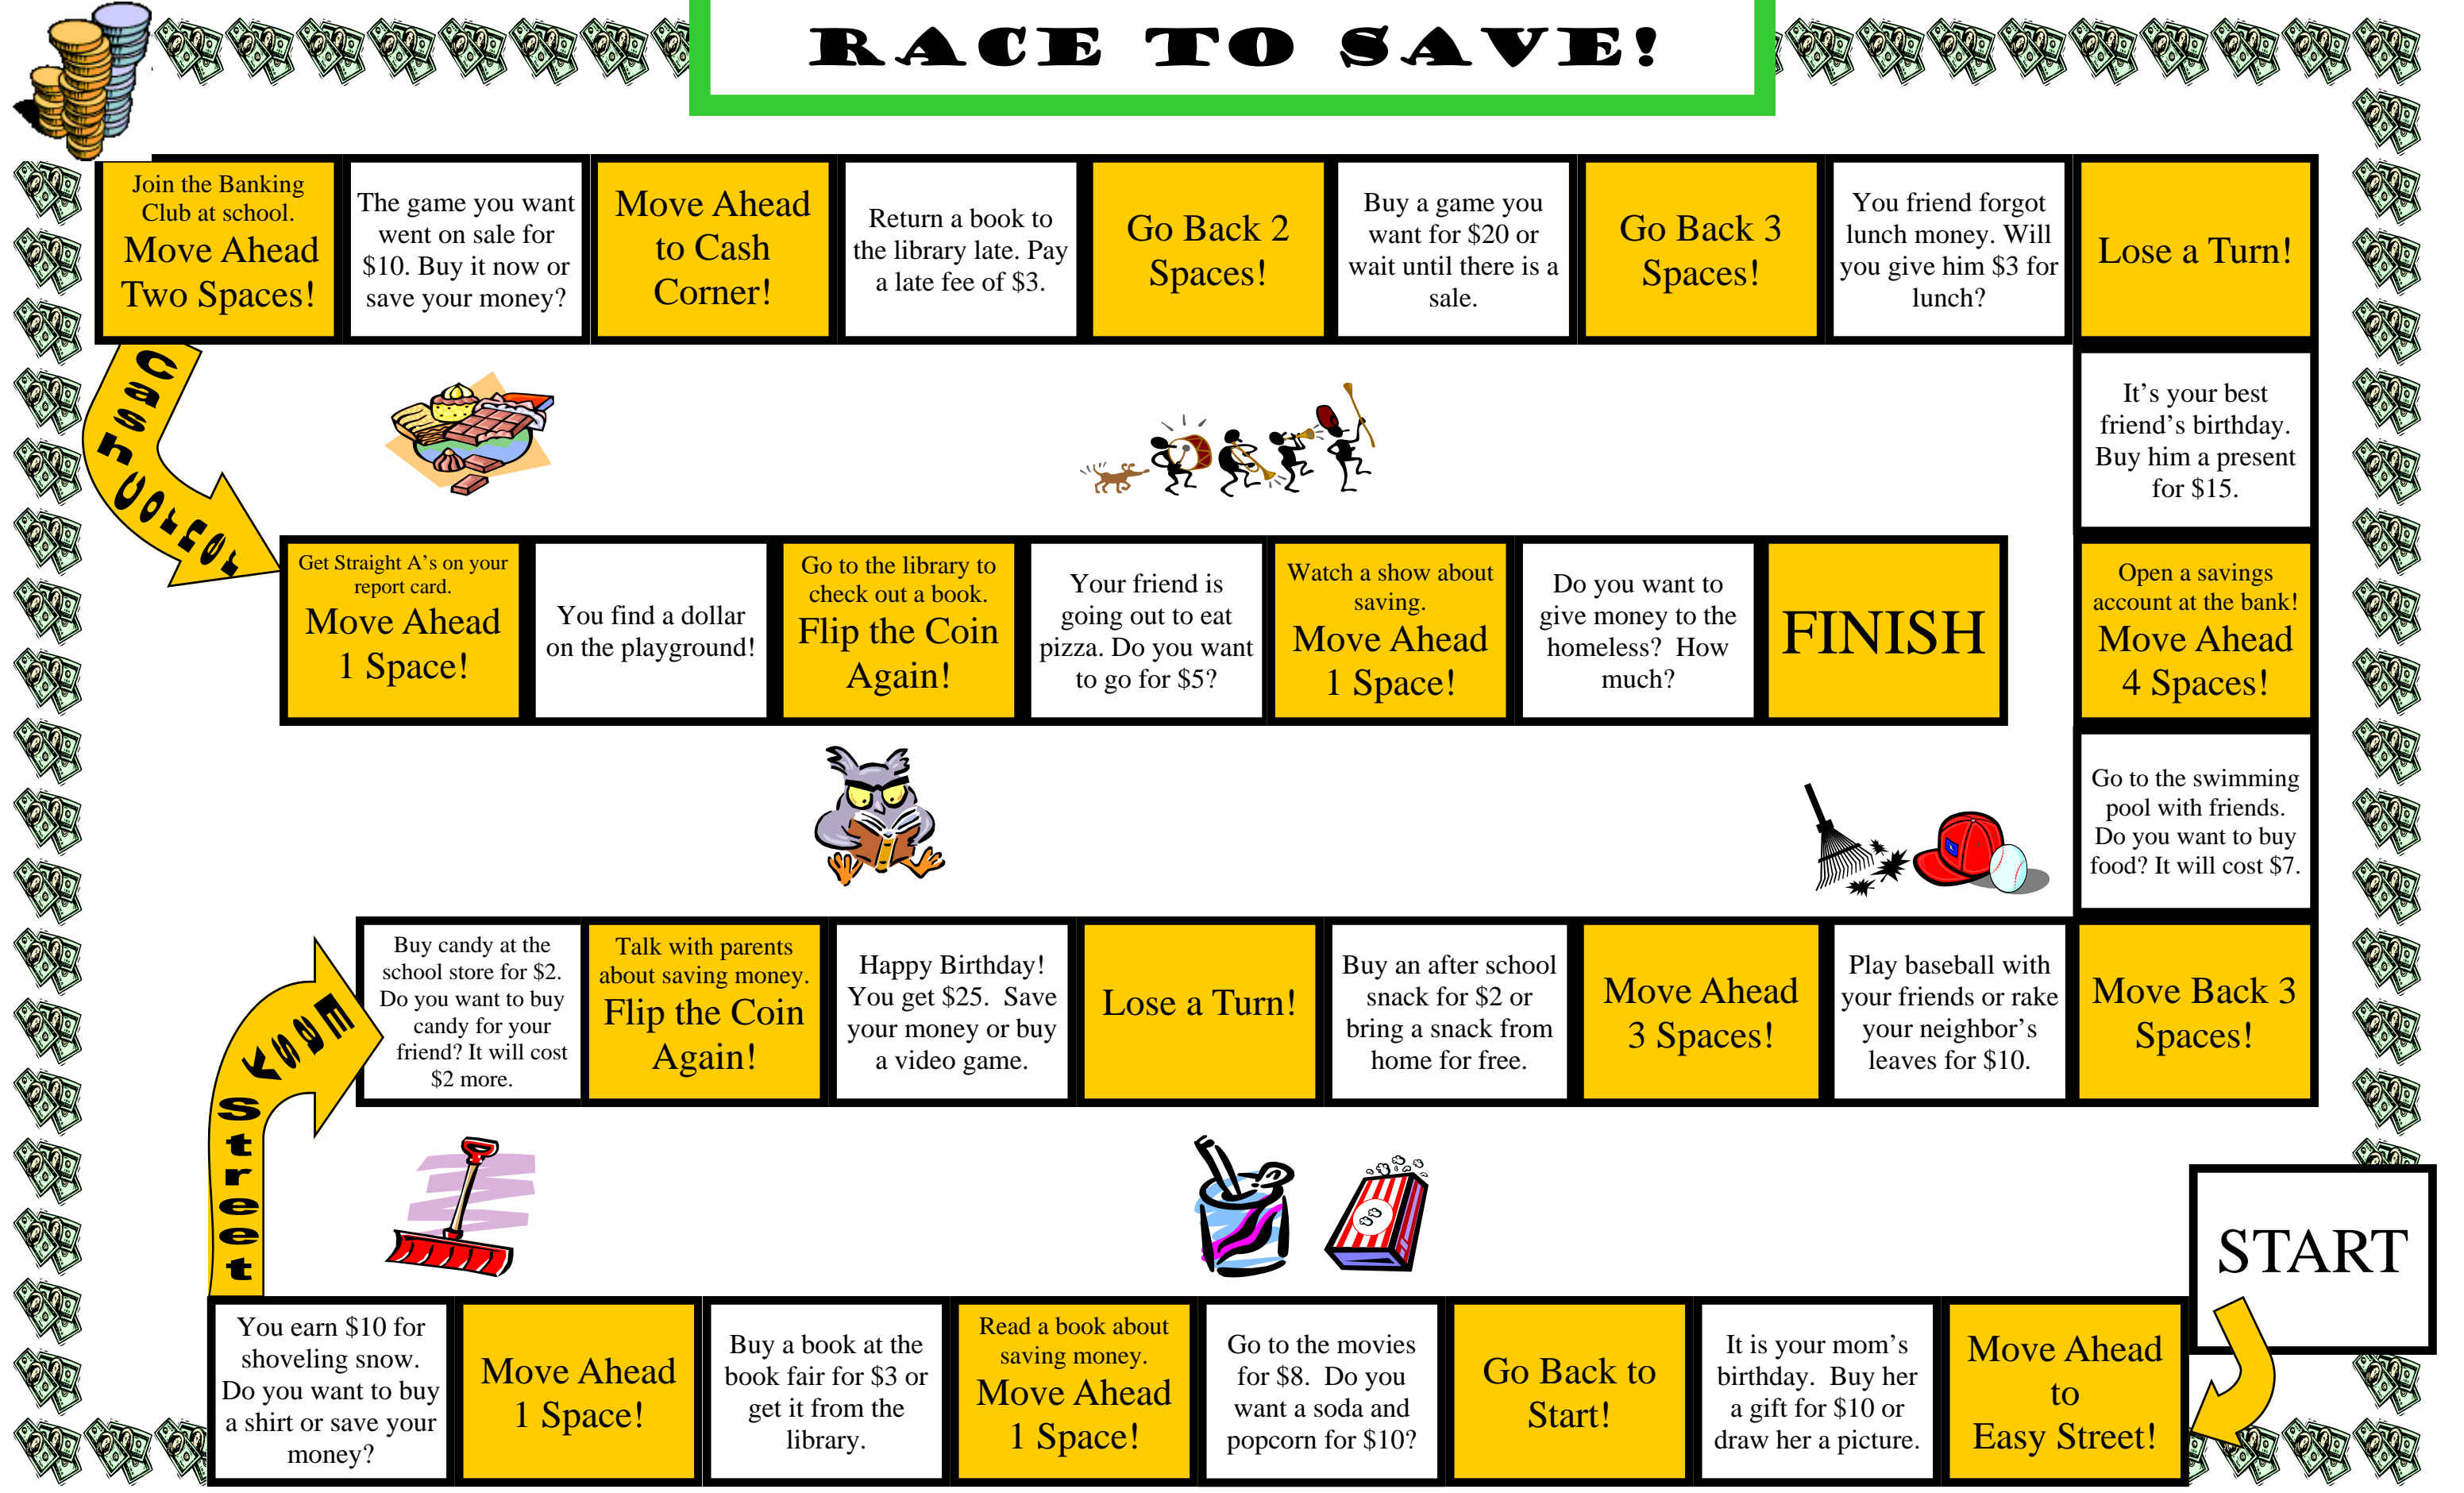 RACE TO SAVE!
Join the Banking
Club at school.
Move Ahead
Two Spaces!
The game you want
went on sale for
$10. Buy it now or
save your money?
Move Ahead
to Cash
Corner!
Return a book to
the library late. Pay
a late fee of $3.
Go Back 2
Spaces!
Buy a game you
want for $20 or
wait until there is a
sale.
Go Back 3
Spaces!
You friend forgot
lunch money. Will
you give him $3 for
lunch?
Lose a Turn!
It’s your best
friend’s birthday.
Buy him a present
for $15.
Cash Corner
Get Straight A’s on your
report card.
Move Ahead
1 Space!
You find a dollar
on the playground!
Go to the library to
check out a book.
Flip the Coin
Again!
Your friend is
going out to eat
pizza. Do you want
to go for $5?
Watch a show about
saving.
Move Ahead
1 Space!
Do you want to
give money to the
homeless?  How
much?
FINISH
Open a savings
account at the bank!
Move Ahead
4 Spaces!
Go to the swimming
pool with friends.
Do you want to buy
food? It will cost $7.
Easy Street
Buy candy at the
school store for $2.
Do you want to buy
candy for your
friend? It will cost
$2 more.
Talk with parents
about saving money.
Flip the Coin
Again!
Happy Birthday!
You get $25.  Save
your money or buy
a video game.
Lose a Turn!
Buy an after school
snack for $2 or
bring a snack from
home for free.
Move Ahead
3 Spaces!
Play baseball with
your friends or rake
your neighbor’s
leaves for $10.
Move Back 3
Spaces!
START
You earn $10 for
shoveling snow.
Do you want to buy
a shirt or save your
money?
Move Ahead
1 Space!
Buy a book at the
book fair for $3 or
get it from the
library.
Read a book about
saving money.
Move Ahead
1 Space!
Go to the movies
for $8.  Do you
want a soda and
popcorn for $10?
Go Back to
Start!
It is your mom’s
birthday.  Buy her
a gift for $10 or
draw her a picture.
Move Ahead
to
Easy Street!